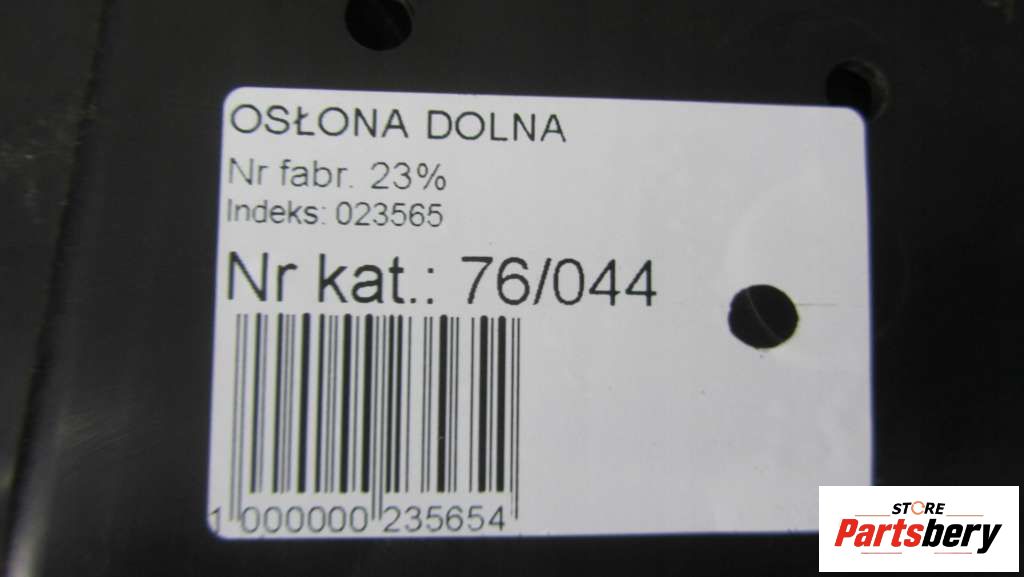 OSŁONA DOLNA
Nr fabr. 23%
Indeks: 023565
Nr kat.: 76/044
1 000000 235654
STORE
Partsbery